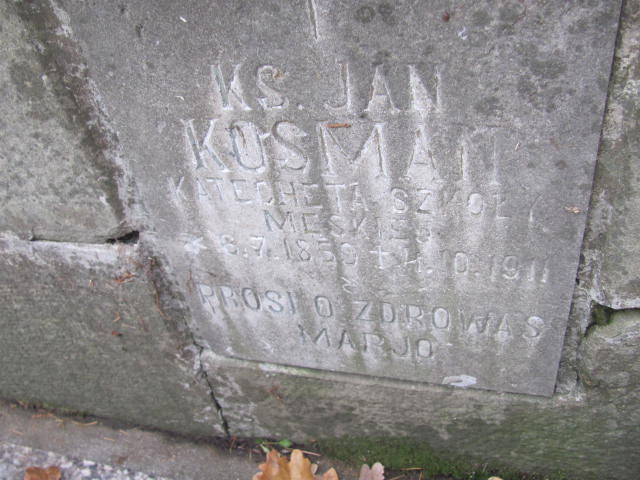 KS. JAN
KOSMAN
KATECHETA SZKOŁY
MĘSKIEJ
PROSI O ZDROWAŚ
MARJO